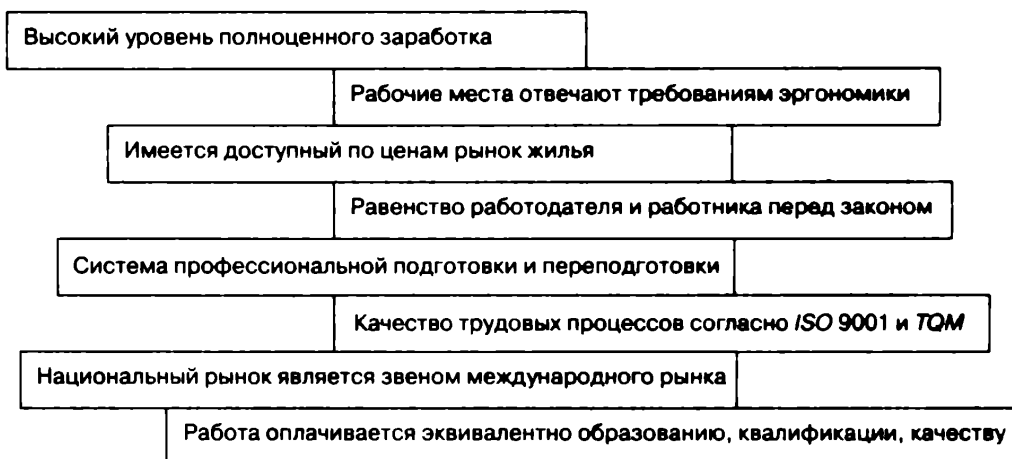 Высокий уровень полноценного заработка
Рабочие места отвечают требованиям эргономики
Имеется доступный по ценам рынок жилья
Равенство работодателя и работника перед законом
Система профессиональной подготовки и переподготовки
Качество трудовых процессов согласно ISO 9001 и TQM
Национальный рынок является звеном международного рынка
Работа оплачивается эквивалентно образованию, квалификации, качеству